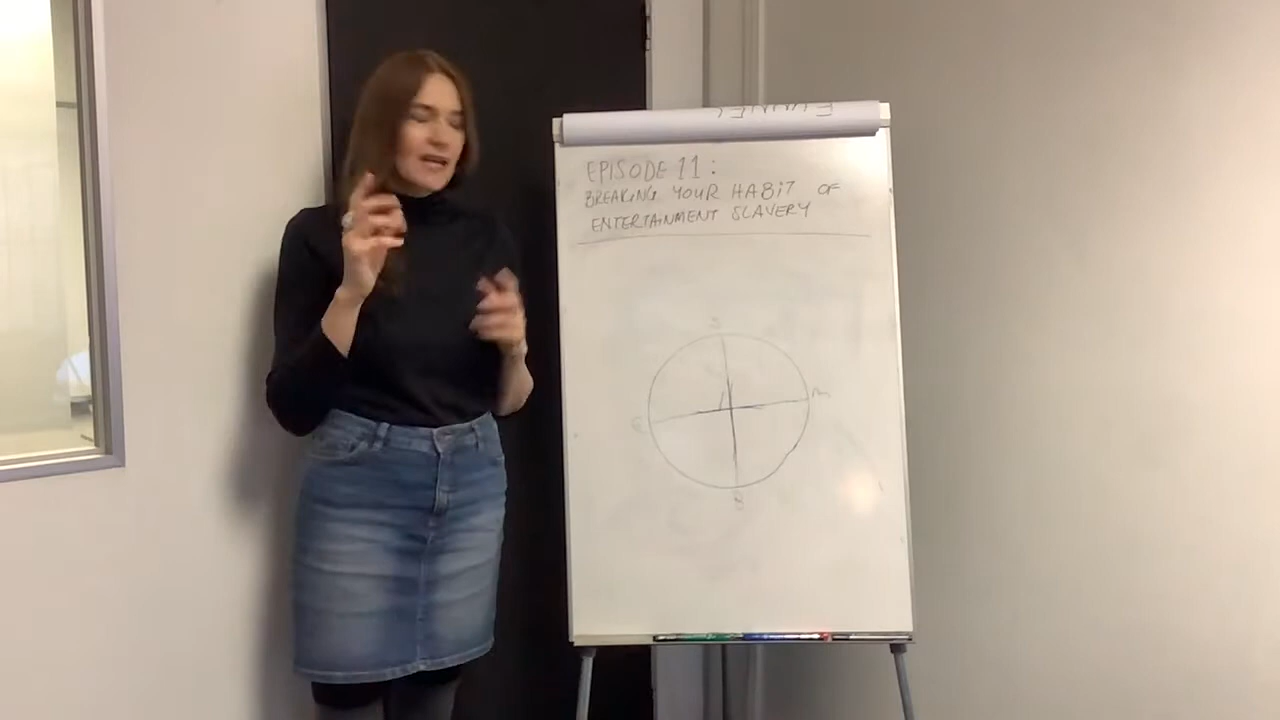 EPISODE 11:
BREAKING YOUR HABiT OF
ENTERTAINMENT SLAVERY
S
M
B